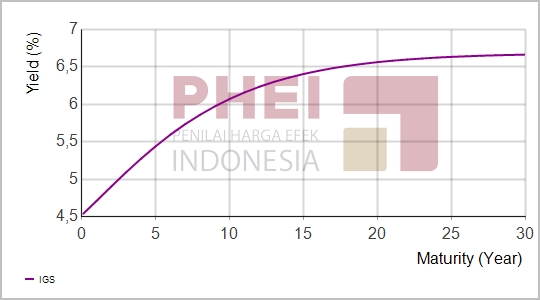 Yield (%)
7
6,5
6
5,5
5
4,5
PHEI
PENILAI HARGA EFEK
INDONESIA
0
5
10
15
20
25
30
Maturity (Year)
IGS